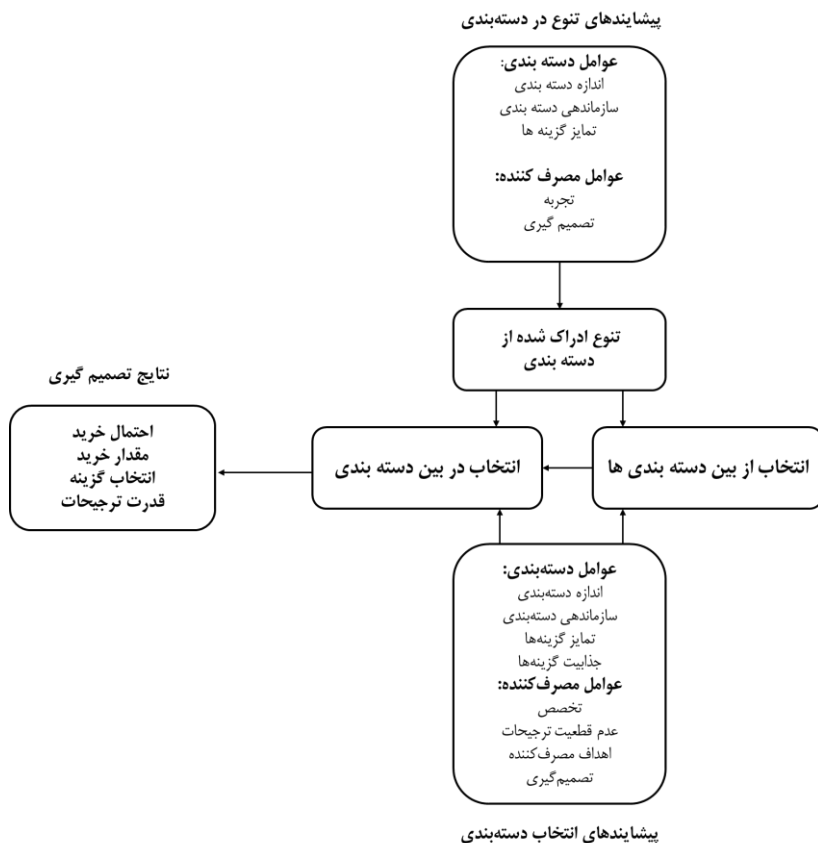 پیشایندهای تنوع در دسته‌بندی
عوامل دسته بندی:
اندازه دسته بندی
سازماندهی دسته بندی
تمایز گزینه ها
عوامل مصرف کننده:
تجربه
تصمیم گیری
تنوع ادراک شده از
دسته بندی
انتخاب از بین دسته بندی ها
انتخاب در بین دسته بندی
نتایج تصمیم گیری
احتمال خرید
مقدار خرید
انتخاب گزینه
قدرت ترجیحات
عوامل دسته‌بندی:
اندازه دسته‌بندی
سازماندهی دسته‌بندی
تمایز گزینه‌ها
جذابیت گزینه‌ها
عوامل مصرف‌کننده:
تخصص
عدم قطعیت ترجیحات
اهداف مصرف‌کننده
تصمیم‌گیری
پیشایندهای انتخاب دسته‌بندی